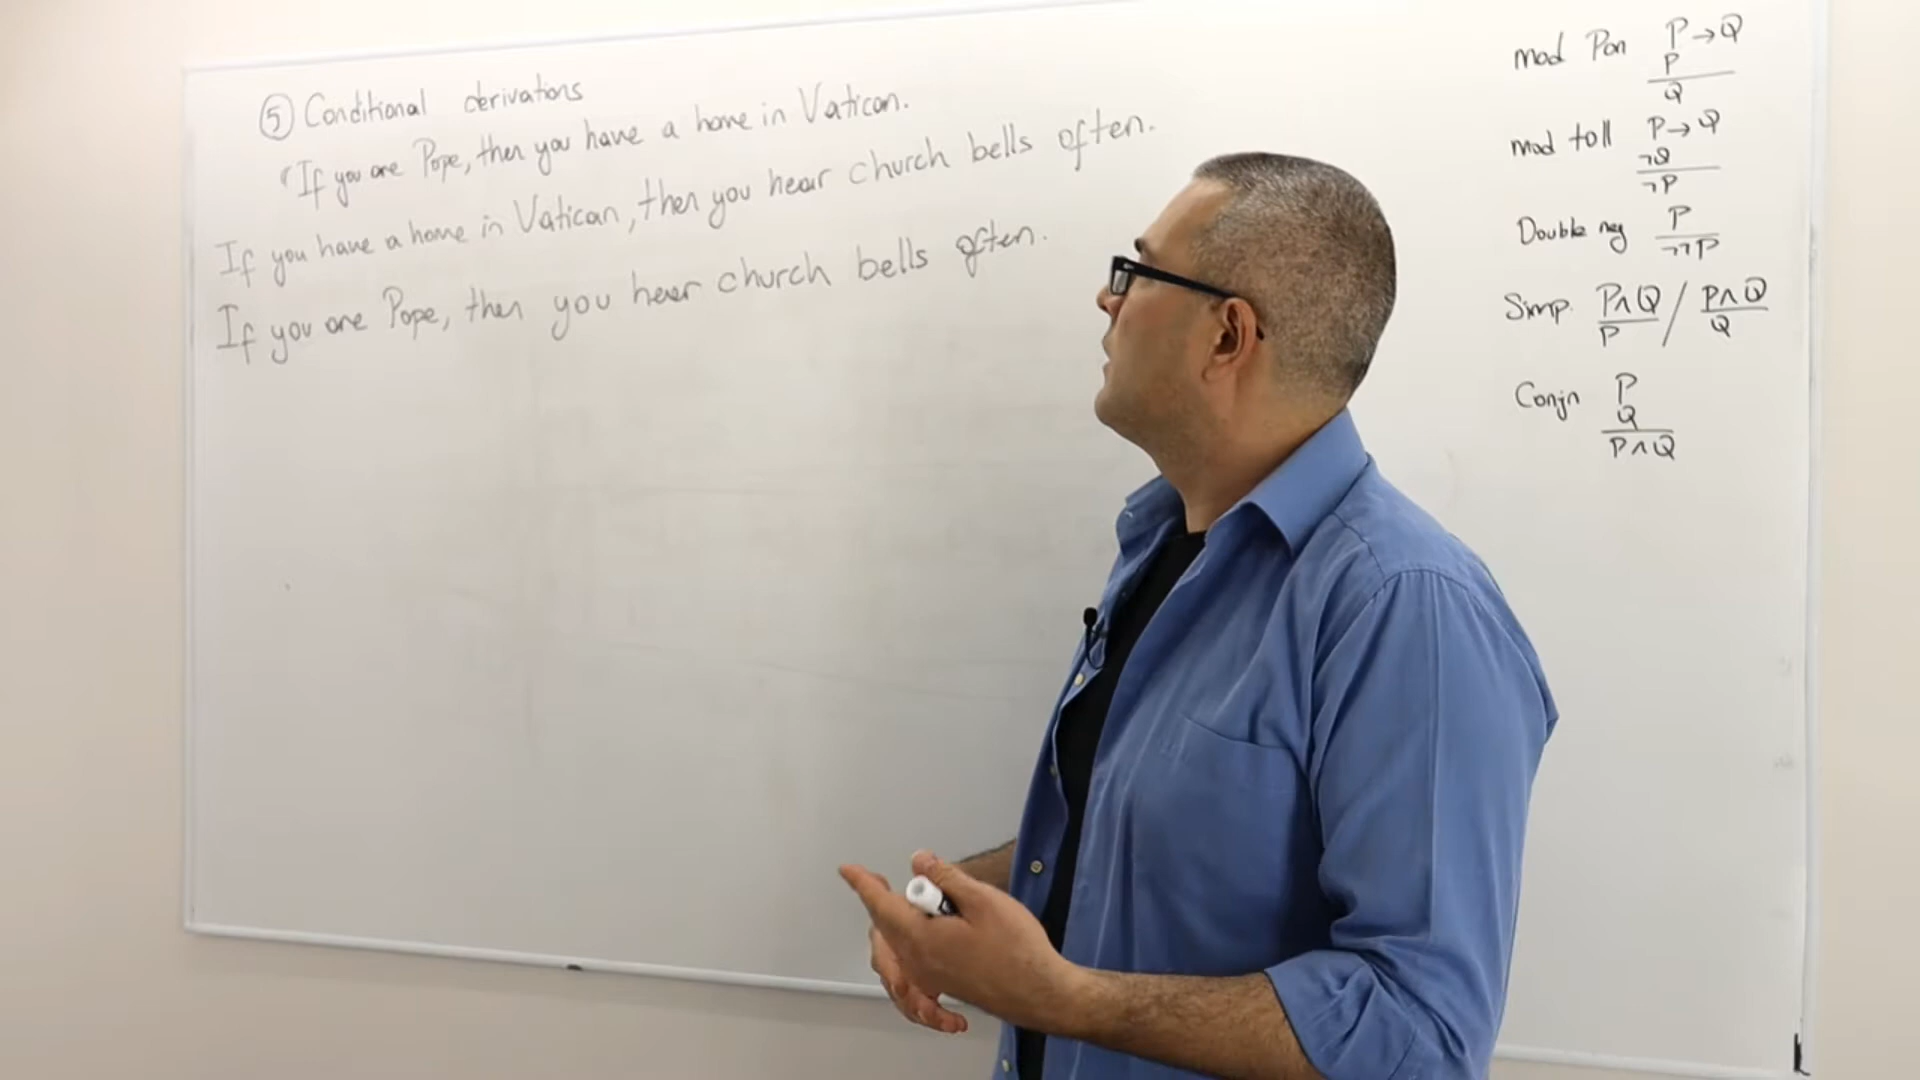 ⑤ Conditional derivations
If you are Pope, then you have a home in Vatican.
If you have a home in Vatican, then you hear church bells often.
If you are Pope, then you hear church bells often.
mod Pon P→Q
P
Q
mod toll P→Q
¬Q
¬P
Double neg P
¬¬P
Simp. P∧Q / P∧Q
P Q
Conjn P
Q
P∧Q